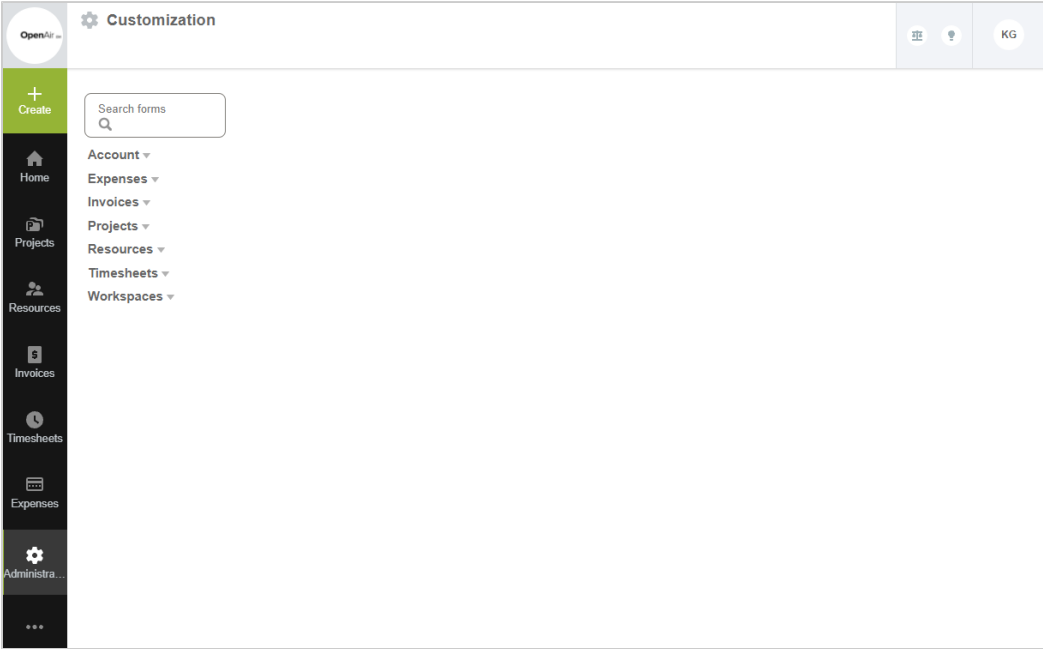 OpenAir
Customization
KG
Create
Home
Projects
Resources
Invoices
Timesheets
Expenses
Administra...
Search forms
Account
Expenses
Invoices
Projects
Resources
Timesheets
Workspaces